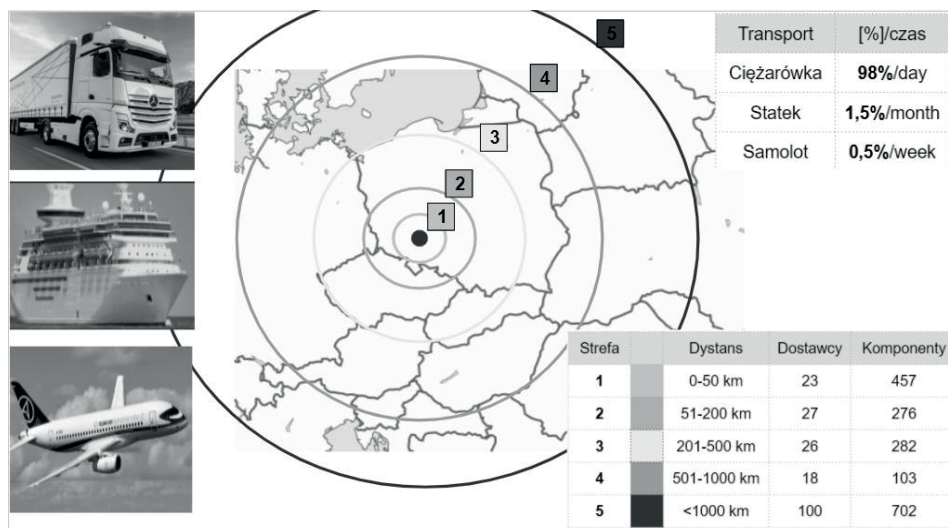 5
4
3
2
1
Transport [%]/czas
Ciężarówka 98%/day
Statek 1,5%/month
Samolot 0,5%/week
Strefa Dystans Dostawcy Komponenty
1 0-50 km 23 457
2 51-200 km 27 276
3 201-500 km 26 282
4 501-1000 km 18 103
5 <1000 km 100 702